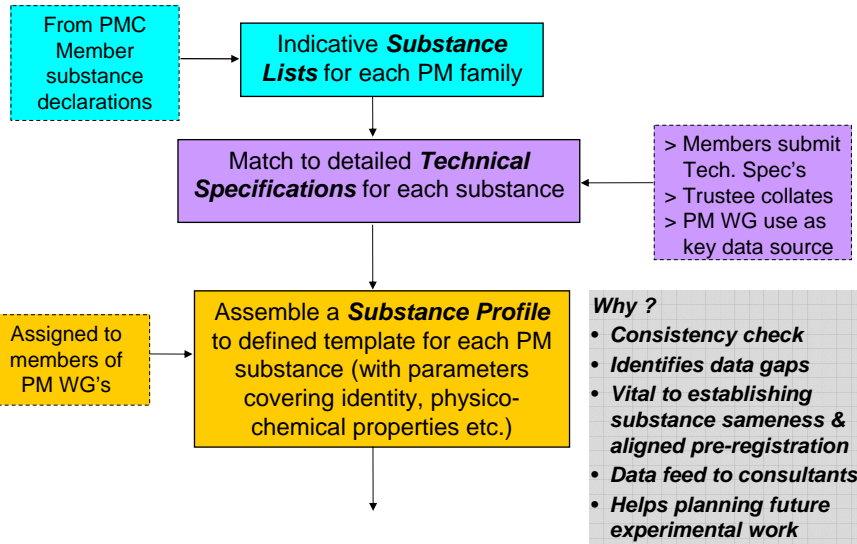 From PMC
Member
substance
declarations
Indicative Substance
Lists for each PM family
Match to detailed Technical
Specifications for each substance
> Members submit
Tech. Spec's
> Trustee collates
> PM WG use as
key data source
Assigned to
members of
PM WG's
Assemble a Substance Profile
to defined template for each PM
substance (with parameters
covering identity, physico-
chemical properties etc.)
Why ?
• Consistency check
• Identifies data gaps
• Vital to establishing
substance sameness &
aligned pre-registration
• Data feed to consultants
• Helps planning future
experimental work